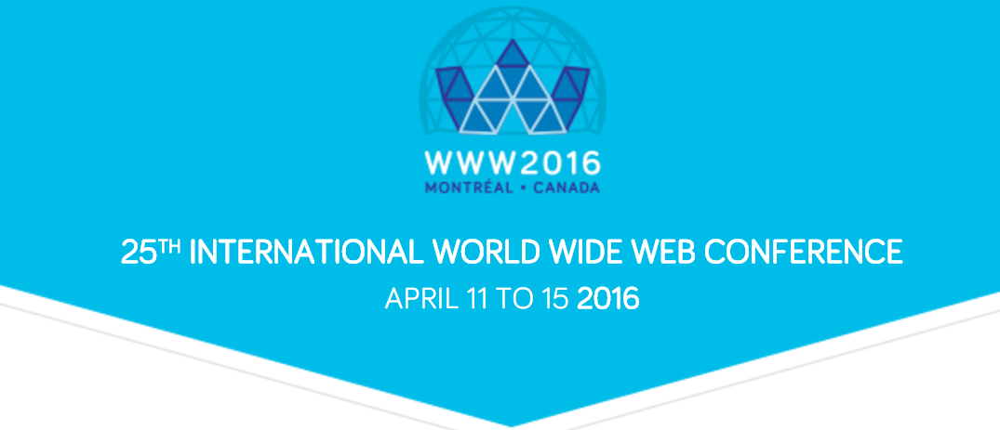 WWW2016
MONTRÉAL • CANADA
25TH INTERNATIONAL WORLD WIDE WEB CONFERENCE
APRIL 11 TO 15 2016